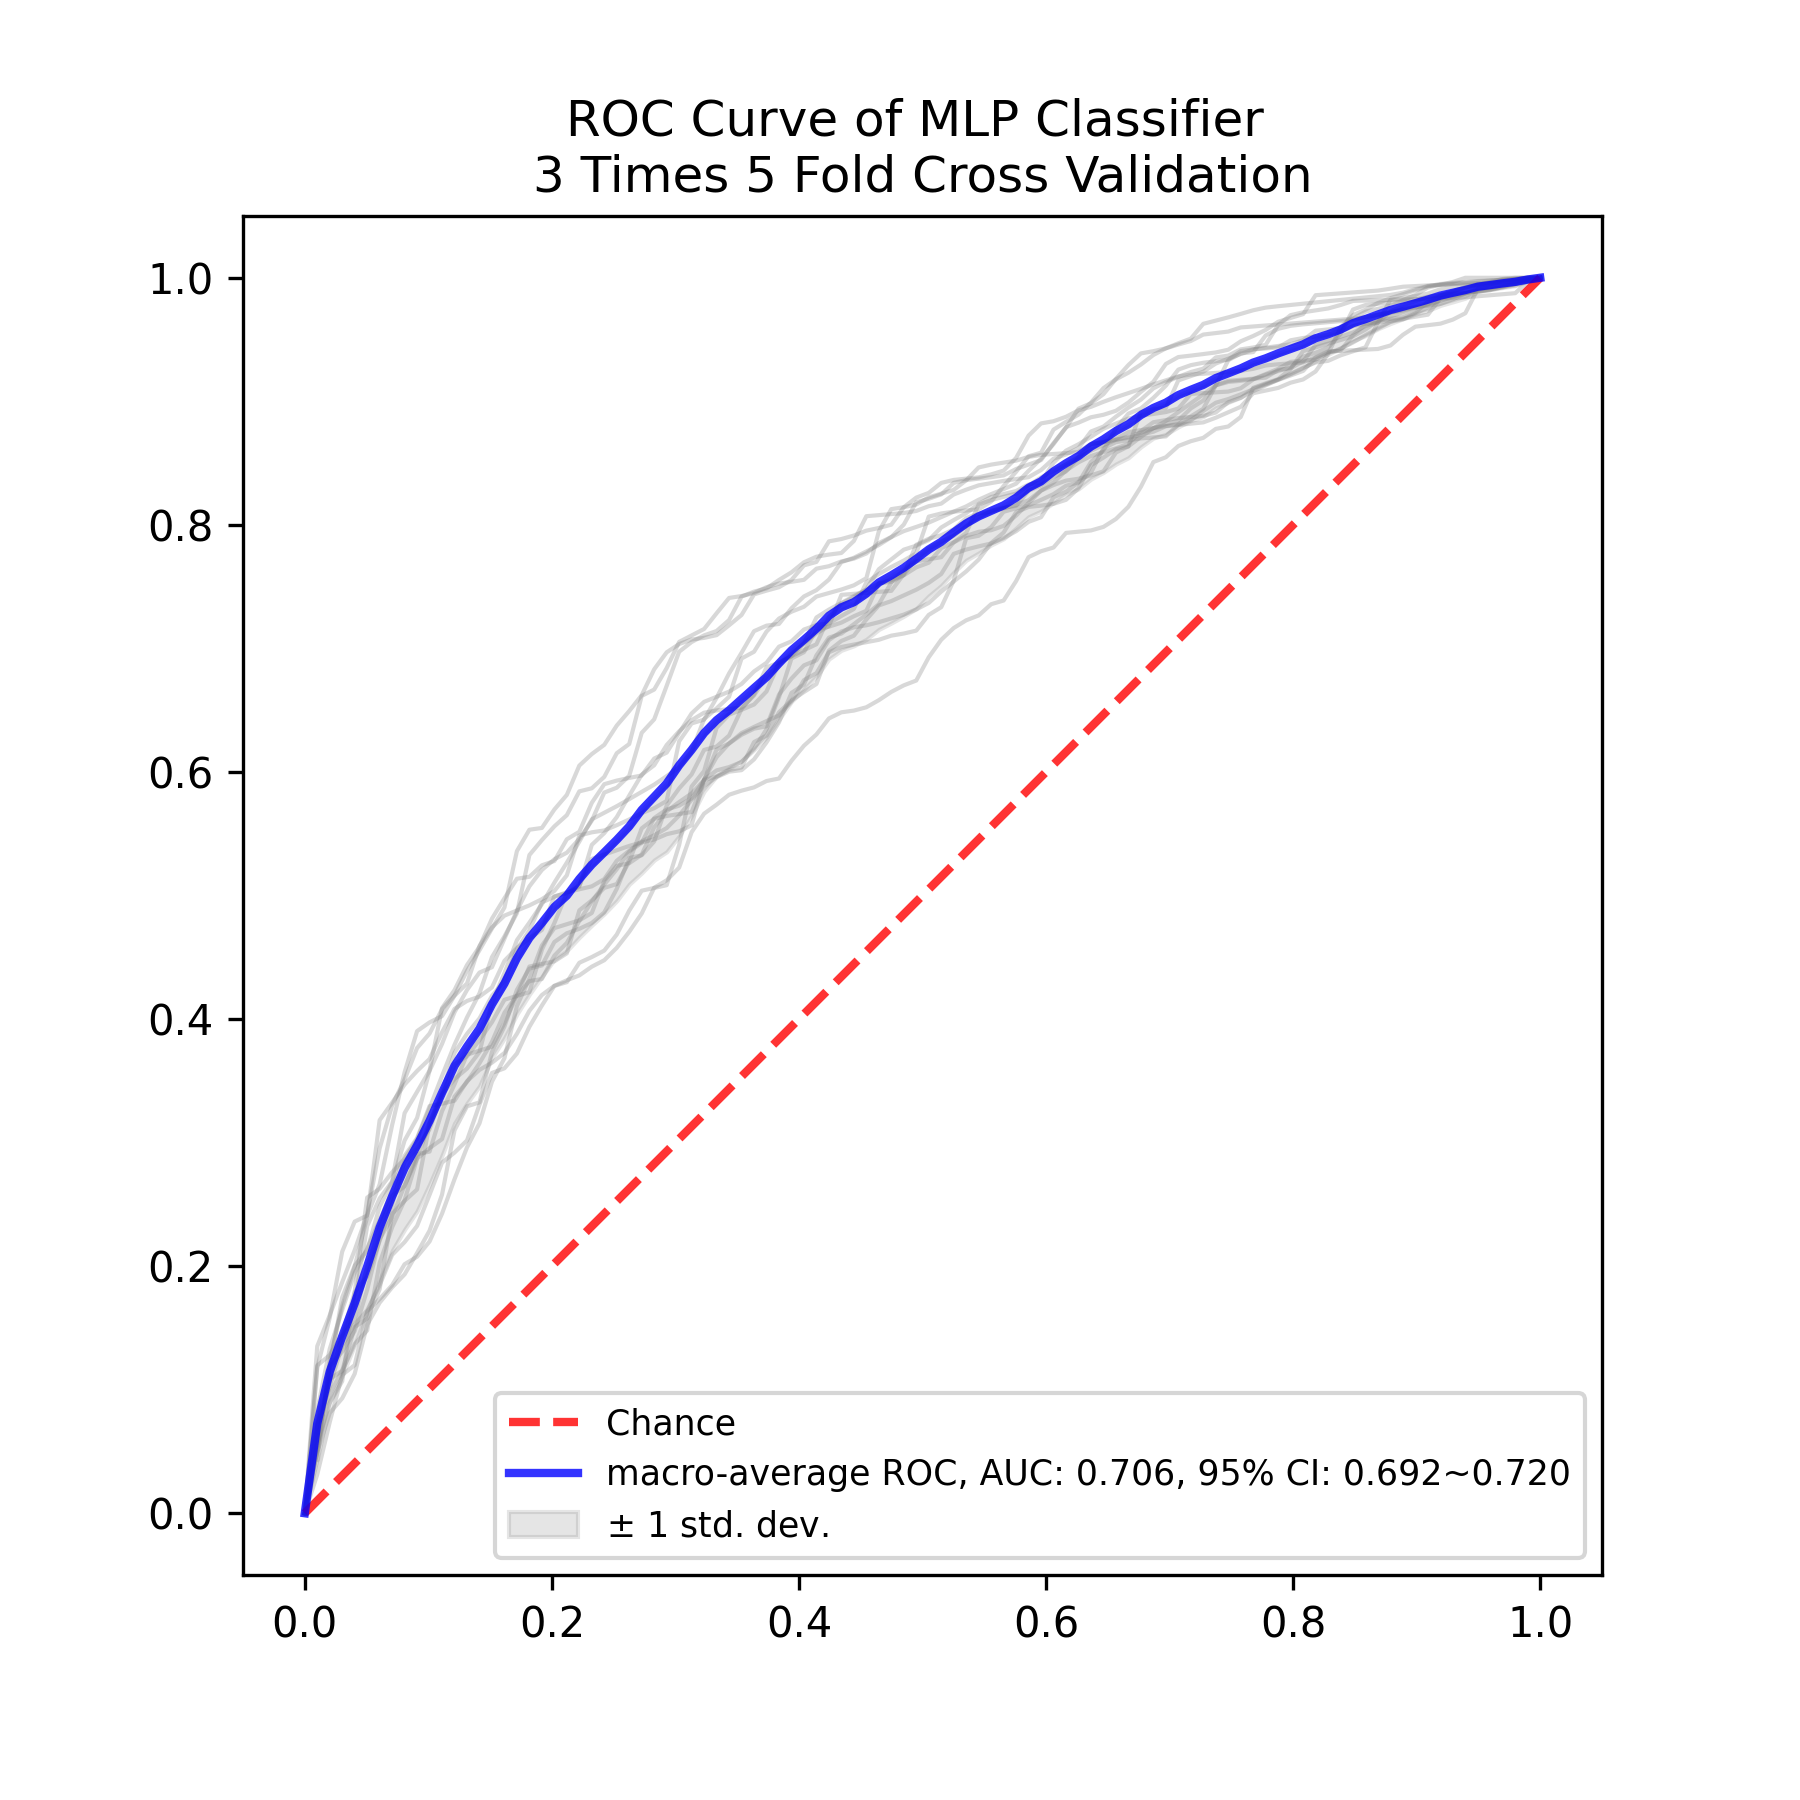 ROC Curve of MLP Classifier
3 Times 5 Fold Cross Validation
1.0
0.8
0.6
0.4
0.2
0.0
Chance
macro-average ROC, AUC: 0.706, 95% CI: 0.692~0.720
± 1 std. dev.
0.0 0.2 0.4 0.6 0.8 1.0